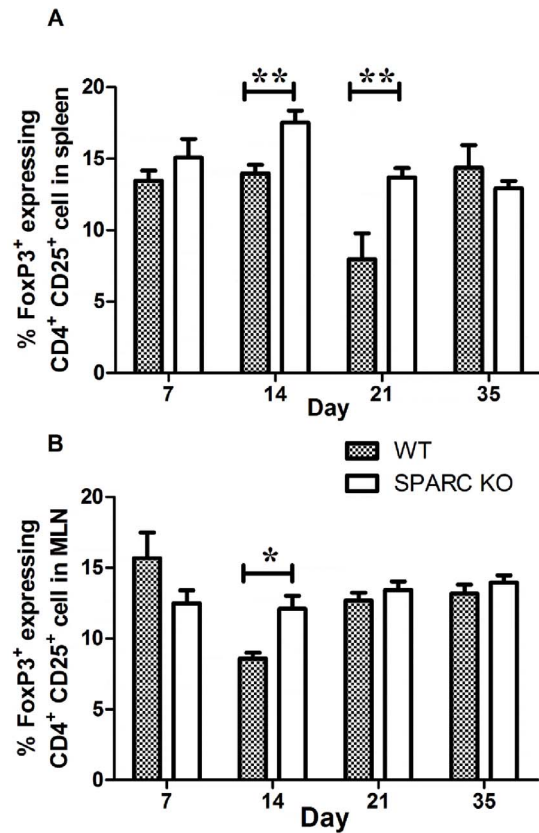 A
% FoxP3⁺ expressing
CD4⁺ CD25⁺ cell in spleen
20
15
10
5
0
**
**
7 14 21 35
Day
B
WT
SPARC KO
% FoxP3⁺ expressing
CD4⁺ CD25⁺ cell in MLN
20
15
10
5
0
*
7 14 21 35
Day